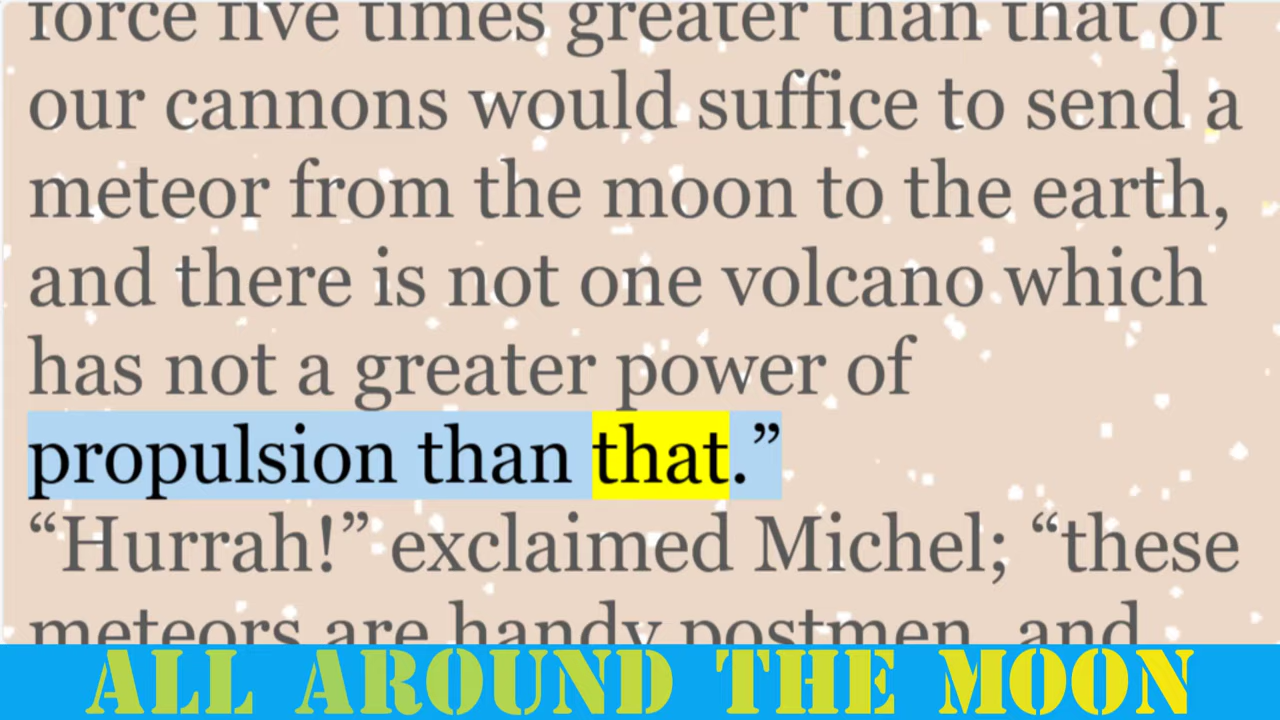 force five times greater than that of
our cannons would suffice to send a
meteor from the moon to the earth,
and there is not one volcano which
has not a greater power of
propulsion than that.”
“Hurrah!” exclaimed Michel; “these
meteors are handy postmen, and
ALL AROUND THE MOON